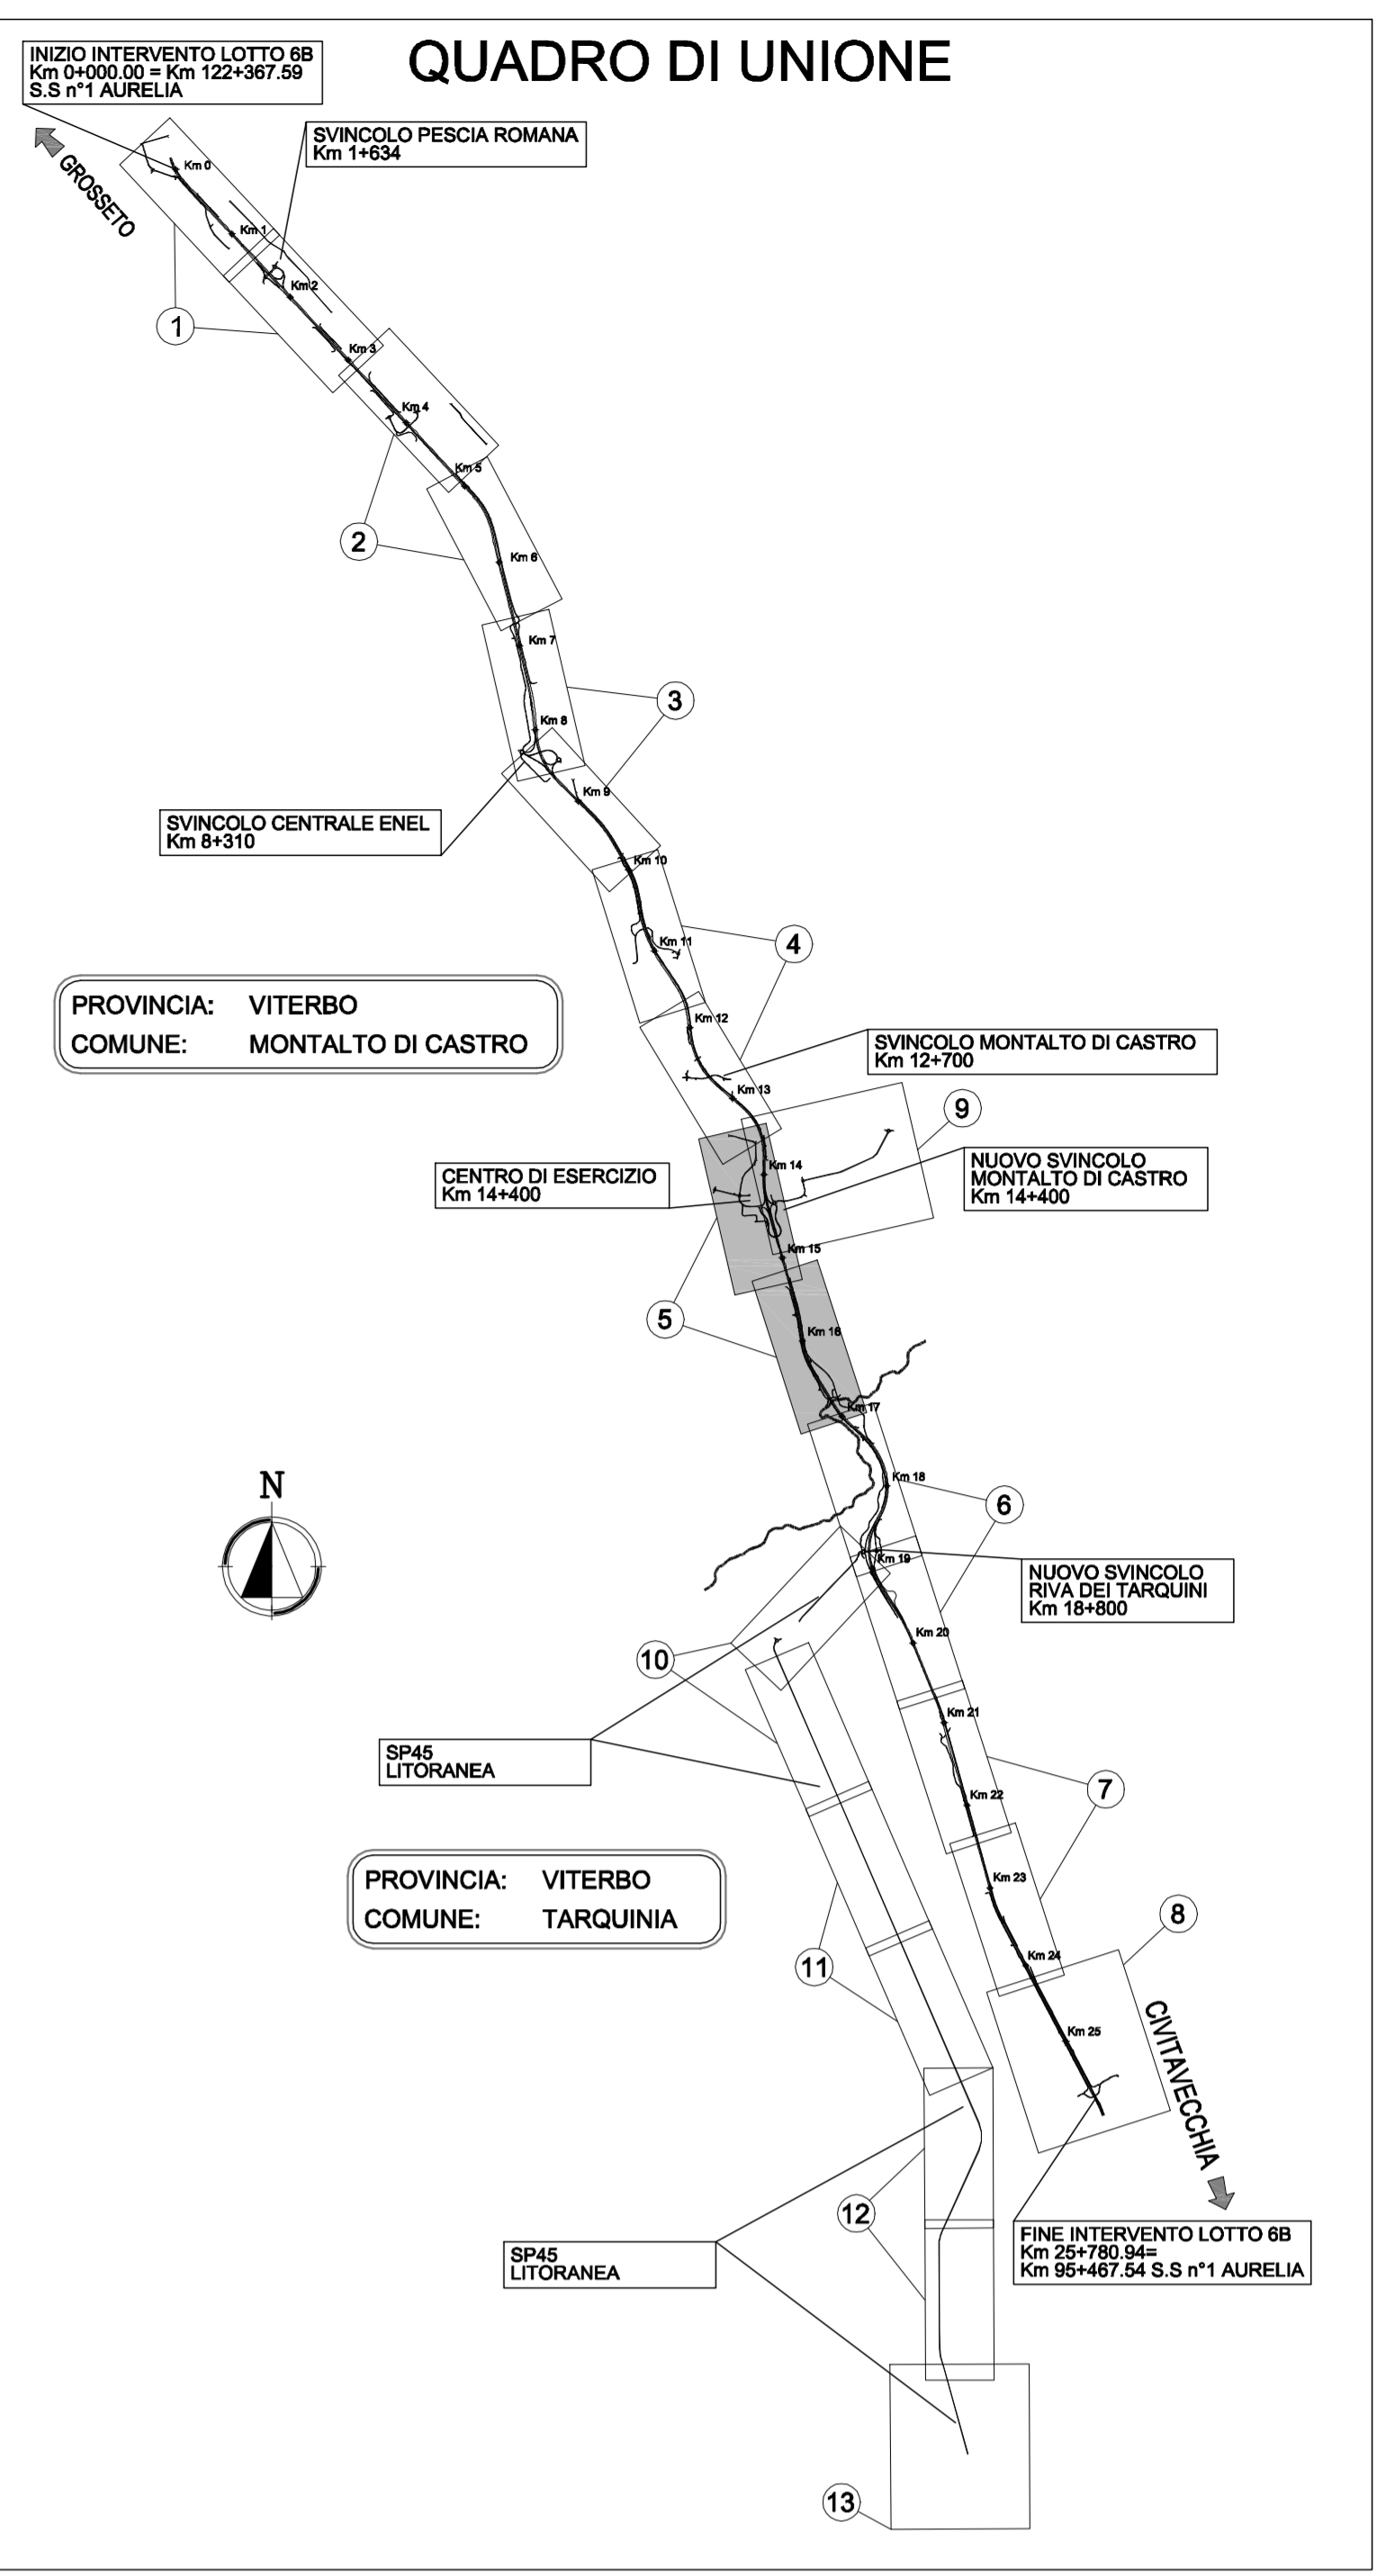 QUADRO DI UNIONE
INIZIO INTERVENTO LOTTO 6B
Km 0+000.00 = Km 122+367.59
S.S n°1 AURELIA
SVINCOLO PESCIA ROMANA
Km 1+634
GROSSETO
Km 0
Km 1
Km 2
1
Km 3
Km 4
Km 5
2
Km 6
Km 7
3
Km 8
Km 9
SVINCOLO CENTRALE ENEL
Km 8+310
Km 10
4
Km 11
PROVINCIA: VITERBO
COMUNE: MONTALTO DI CASTRO
Km 12
SVINCOLO MONTALTO DI CASTRO
Km 12+700
Km 13
9
CENTRO DI ESERCIZIO
Km 14+400
Km 14
NUOVO SVINCOLO
MONTALTO DI CASTRO
Km 14+400
Km 15
5
Km 16
Km 17
N
Km 18
6
Km 19
NUOVO SVINCOLO
RIVA DEI TARQUINI
Km 18+800
Km 20
10
Km 21
SP45
LITORANEA
7
Km 22
PROVINCIA: VITERBO
COMUNE: TARQUINIA
Km 23
8
Km 24
11
Km 25
CIVITAVECCHIA
12
SP45
LITORANEA
FINE INTERVENTO LOTTO 6B
Km 25+780.94=
Km 95+467.54 S.S n°1 AURELIA
13